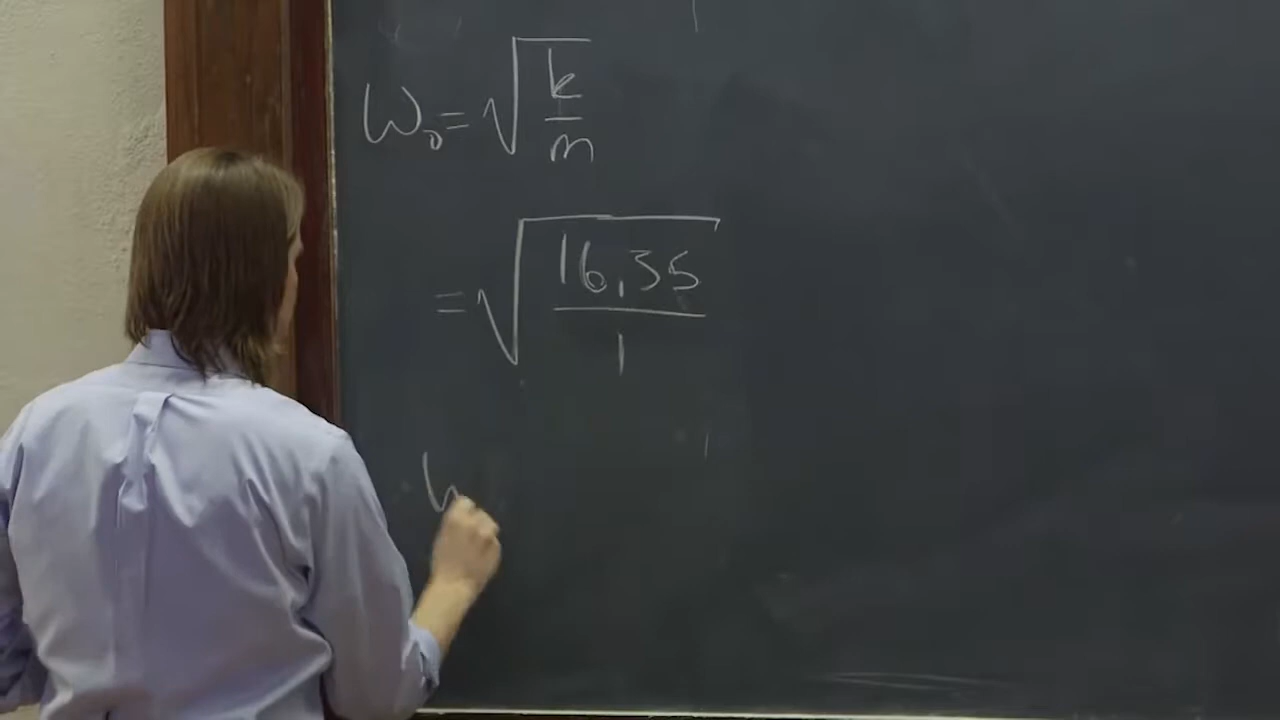 ω₀ = √(k/m)
= √(16.35/1)